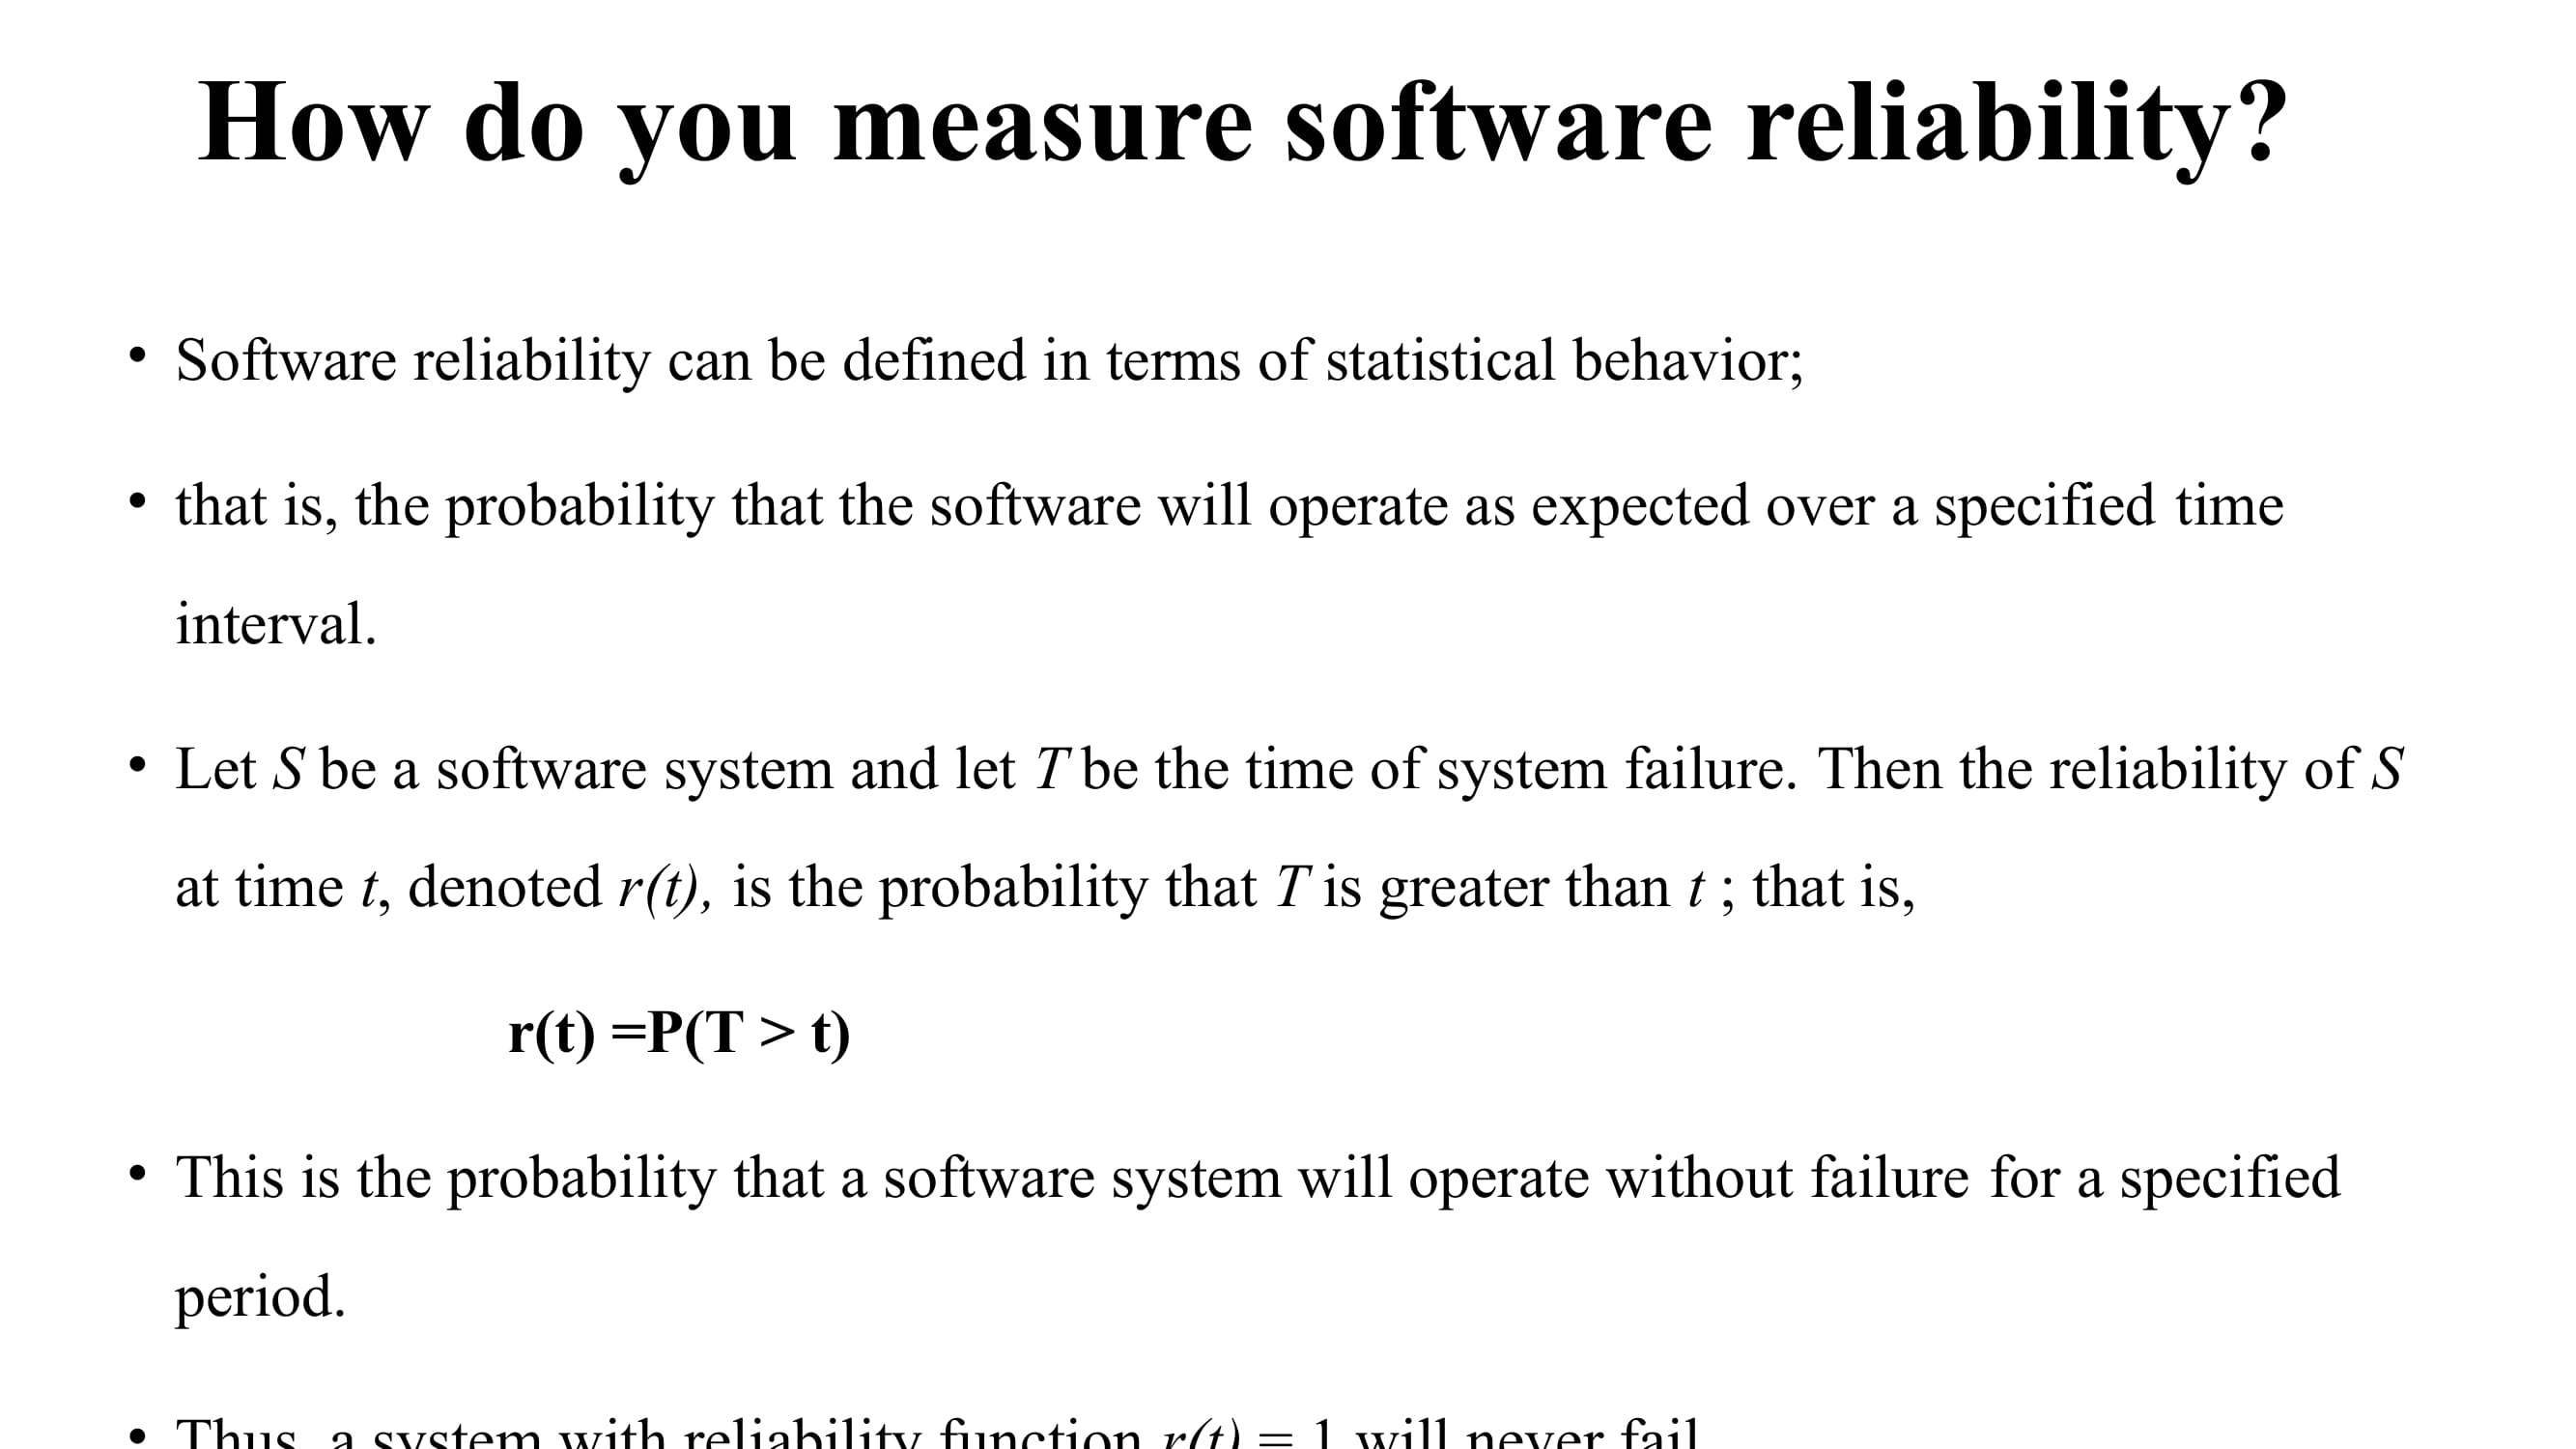 How do you measure software reliability?
• Software reliability can be defined in terms of statistical behavior;
• that is, the probability that the software will operate as expected over a specified time
interval.
• Let S be a software system and let T be the time of system failure. Then the reliability of S
at time t, denoted r(t), is the probability that T is greater than t ; that is,
r(t) =P(T > t)
• This is the probability that a software system will operate without failure for a specified
period.
• Thus, a system with reliability function r(t) = 1 will never fail